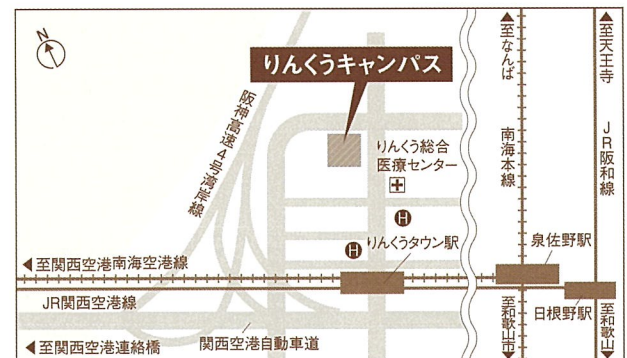 N
りんくうキャンパス
阪神高速4号湾岸線
りんくう総合
医療センター
H
H
りんくうタウン駅
▲至なんば
南海本線
▲至天王寺
JR阪和線
泉佐野駅
日根野駅
至和歌山市▼
至和歌山▼
◀至関西空港
南海空港線
JR関西空港線
関西空港自動車道
◀至関西空港連絡橋